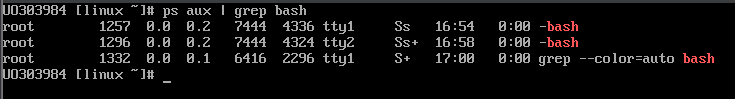 UO303984 [linux ~]# ps aux | grep bash
root        1257  0.0  0.2   7444  4336 tty1     Ss   16:54   0:00 -bash
root        1296  0.0  0.2   7444  4324 tty2     Ss+  16:58   0:00 -bash
root        1332  0.0  0.1   6416  2296 tty1     S+   17:00   0:00 grep --color=auto bash
UO303984 [linux ~]# _